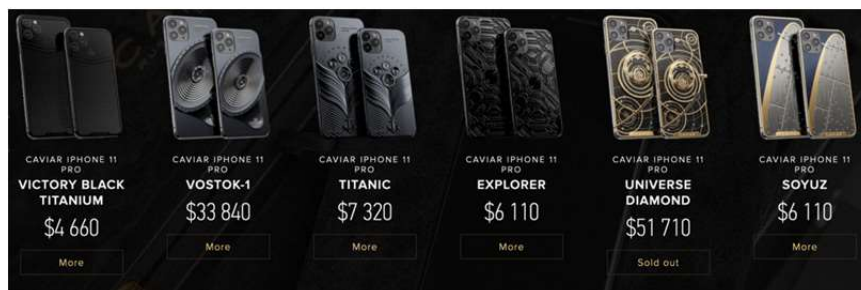 CAVIAR IPHONE 11
PRO
VICTORY BLACK
TITANIUM
$4 660
More
CAVIAR IPHONE 11
PRO
VOSTOK-1
$33 840
More
CAVIAR IPHONE 11
PRO
TITANIC
$7 320
More
CAVIAR IPHONE 11
PRO
EXPLORER
$6 110
More
CAVIAR IPHONE 11
PRO
UNIVERSE
DIAMOND
$51 710
Sold out
CAVIAR IPHONE 11
PRO
SOYUZ
$6 110
More